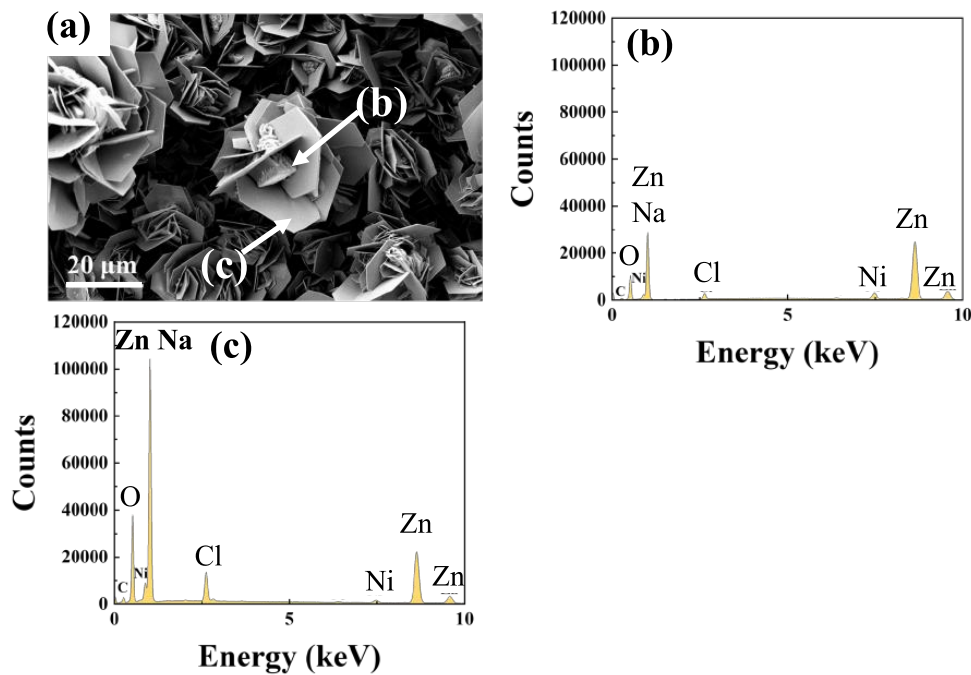 (a)
(b)
(c)
20 μm
120000
100000
80000
60000
40000
20000
0
Counts
(b)
Zn
Na
O
C
Ni
Cl
Ni
Zn
Zn
0
5
10
Energy (keV)
120000
100000
80000
60000
40000
20000
0
Counts
Zn Na
(c)
O
C
Ni
Cl
Ni
Zn
Zn
0
5
10
Energy (keV)